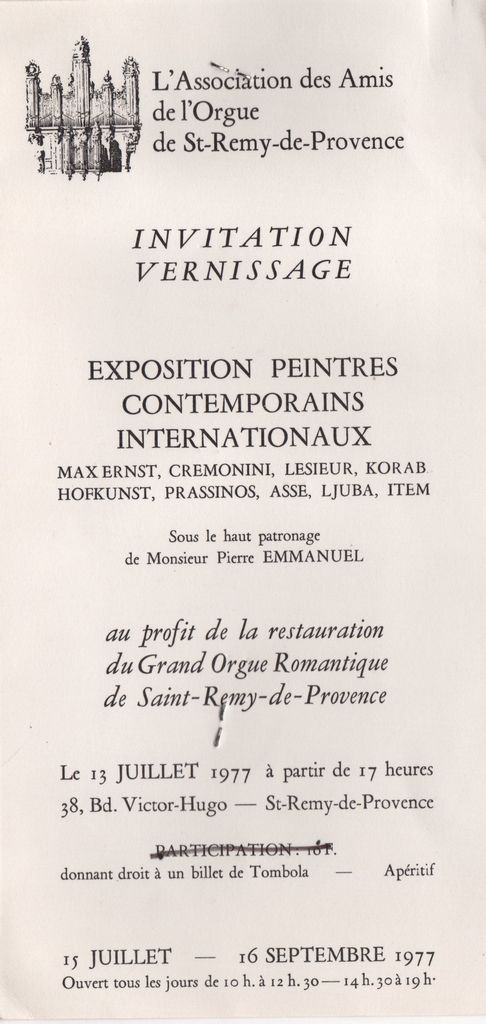 L'Association des Amis
de l'Orgue
de St-Remy-de-Provence
INVITATION
VERNISSAGE
EXPOSITION PEINTRES
CONTEMPORAINS
INTERNATIONAUX
MAX ERNST, CREMONINI, LESIEUR, KORAB
HOFKUNST, PRASSINOS, ASSE, LJUBA, ITEM
Sous le haut patronage
de Monsieur Pierre EMMANUEL
au profit de la restauration
du Grand Orgue Romantique
de Saint-Remy-de-Provence
Le 13 JUILLET 1977 à partir de 17 heures
38, Bd. Victor-Hugo — St-Remy-de-Provence
PARTICIPATION : 10 F.
donnant droit à un billet de Tombola — Apéritif
15 JUILLET — 16 SEPTEMBRE 1977
Ouvert tous les jours de 10 h. à 12 h. 30 — 14 h. 30 à 19 h.